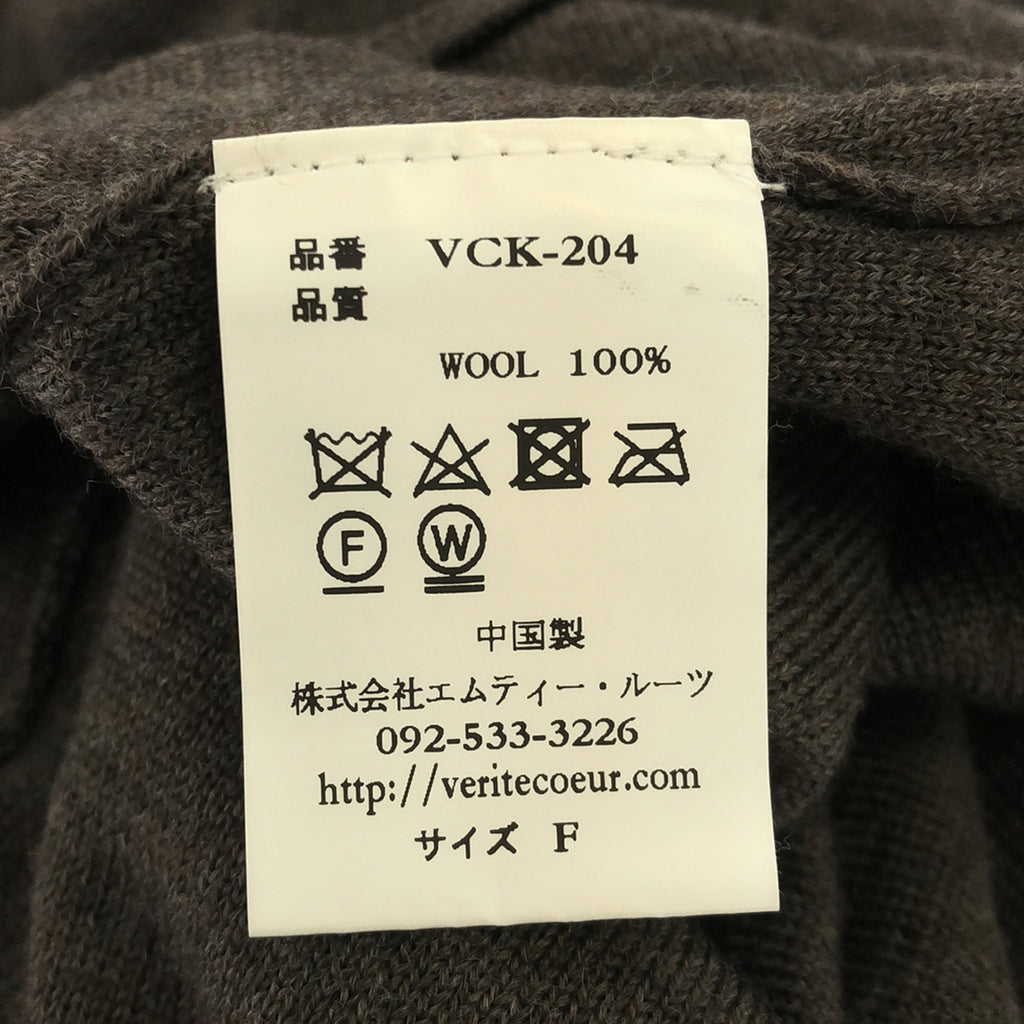 品番 VCK-204
品質
WOOL 100%
F
W
中国製
株式会社エムティー・ルーツ
092-533-3226
http://veritecoeur.com
サイズ F